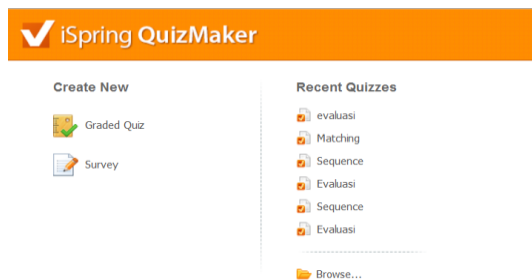 iSpring QuizMaker
Create New
Graded Quiz
Survey
Recent Quizzes
evaluasi
Matching
Sequence
Evaluasi
Sequence
Evaluasi
Browse...